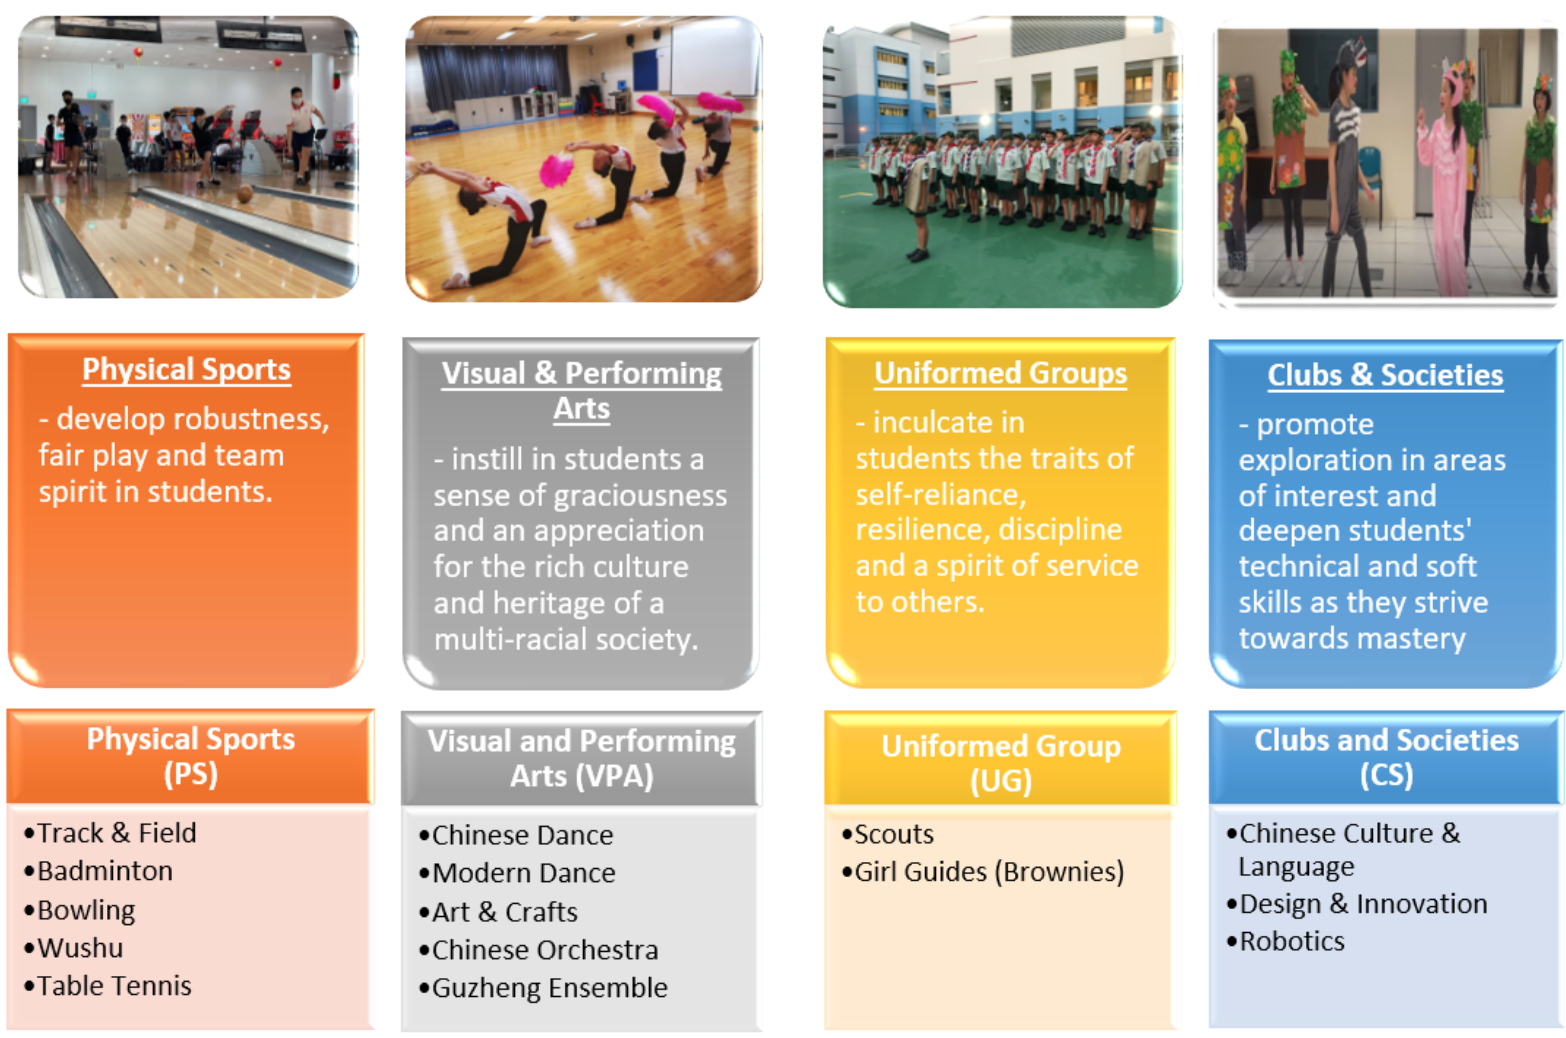 Physical Sports
- develop robustness,
fair play and team
spirit in students.
Visual & Performing
Arts
- instill in students a
sense of graciousness
and an appreciation
for the rich culture
and heritage of a
multi-racial society.
Uniformed Groups
- inculcate in
students the traits of
self-reliance,
resilience, discipline
and a spirit of service
to others.
Clubs & Societies
- promote
exploration in areas
of interest and
deepen students'
technical and soft
skills as they strive
towards mastery
Physical Sports
(PS)
•Track & Field
•Badminton
•Bowling
•Wushu
•Table Tennis
Visual and Performing
Arts (VPA)
•Chinese Dance
•Modern Dance
•Art & Crafts
•Chinese Orchestra
•Guzheng Ensemble
Uniformed Group
(UG)
•Scouts
•Girl Guides (Brownies)
Clubs and Societies
(CS)
•Chinese Culture &
Language
•Design & Innovation
•Robotics